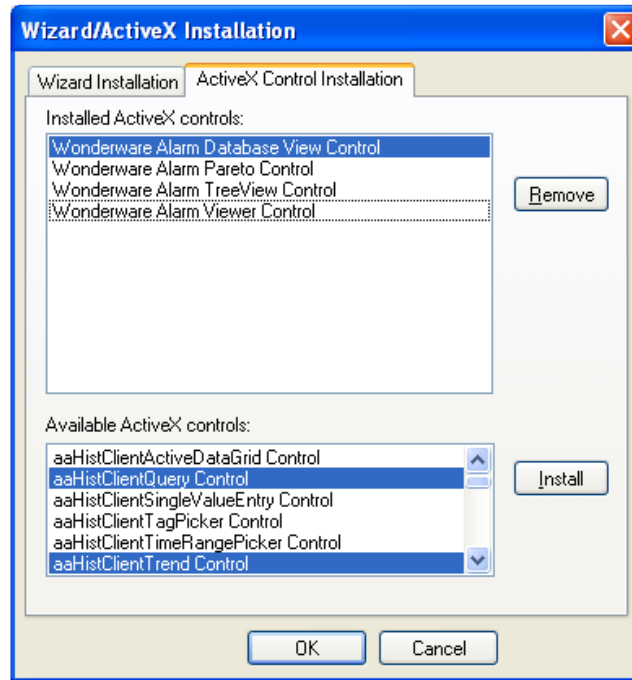 Wizard/ActiveX Installation
Wizard Installation
ActiveX Control Installation
Installed ActiveX controls:
Wonderware Alarm Database View Control
Wonderware Alarm Pareto Control
Wonderware Alarm TreeView Control
Wonderware Alarm Viewer Control
Remove
Available ActiveX controls:
aaHistClientActiveDataGrid Control
aaHistClientQuery Control
aaHistClientSingleValueEntry Control
aaHistClientTagPicker Control
aaHistClientTimeRangePicker Control
aaHistClientTrend Control
Install
OK
Cancel